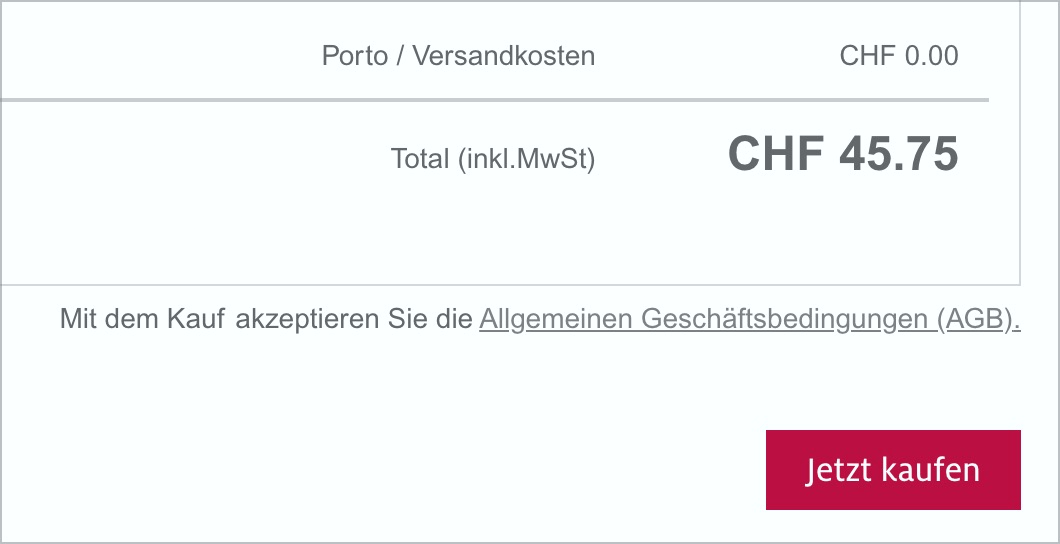 Porto / Versandkosten CHF 0.00
Total (inkl.MwSt) CHF 45.75
Mit dem Kauf akzeptieren Sie die Allgemeinen Geschäftsbedingungen (AGB).
Jetzt kaufen